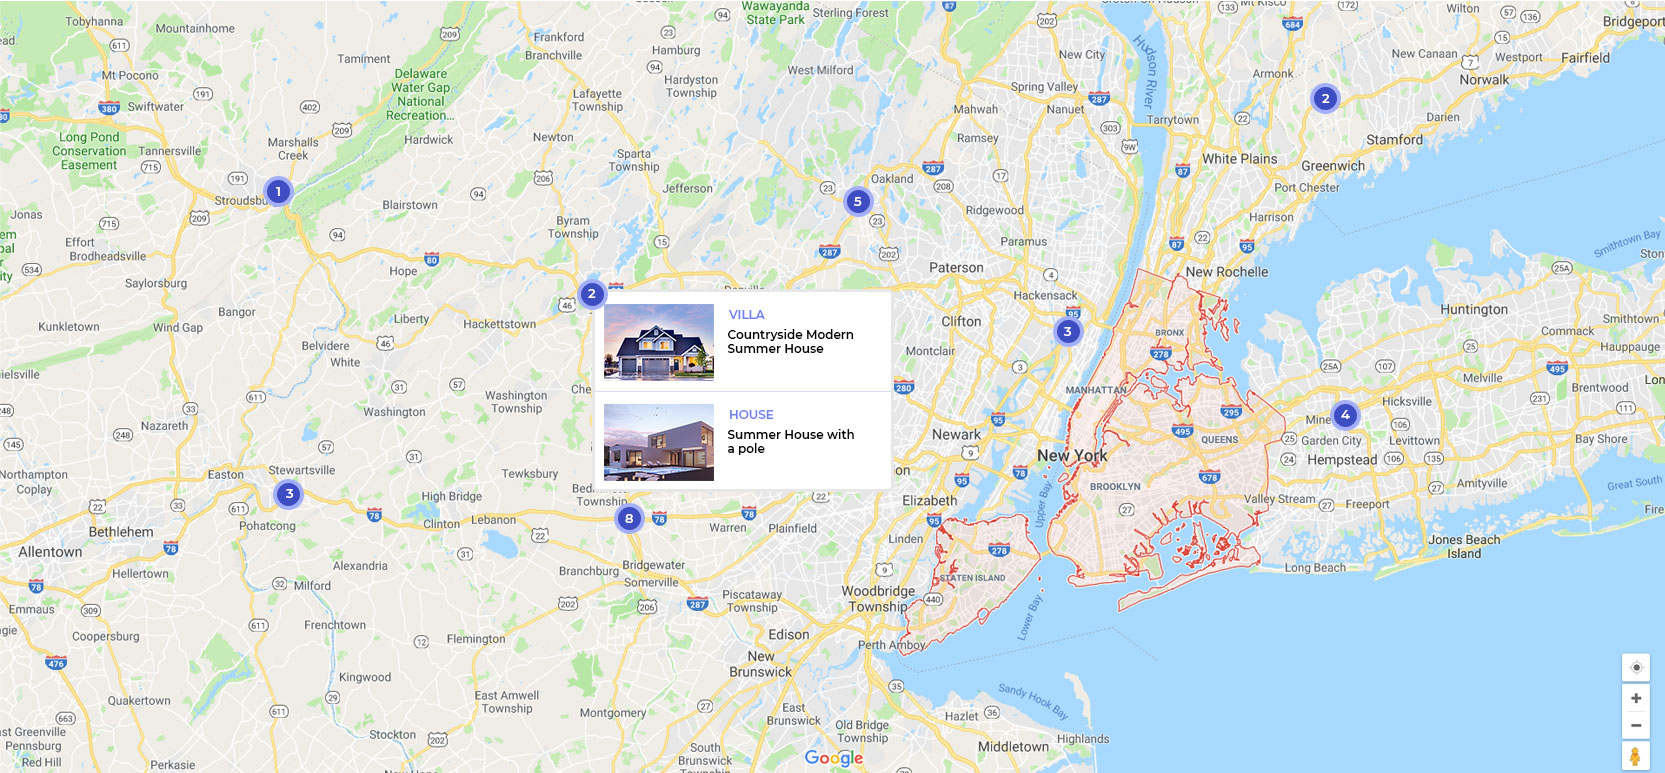 Tobyhanna
Mountainhome
Wawayanda
State Park
Sterling Forest
Mt Kisco
Wilton
Bridgeport
Frankford
Branchville
Hamburg
New City
New Canaan
Westport
Fairfield
Tamiment
Mt Pocono
Delaware
Water Gap
National
Recreation...
West Milford
Hardyston
Township
Armonk
Norwalk
Spring Valley
Nanuet
Hudson River
Swiftwater
Lafayette
Township
Mahwah
Tarrytown
Darien
Long Pond
Conservation
Easement
Marshalls
Creek
Hardwick
Newton
Ramsey
Stamford
Tannersville
Sparta
Township
White Plains
Greenwich
Oakland
Port Chester
Jefferson
Stroudsbu
Blairstown
Ridgewood
Harrison
Jonas
Byram
Township
Effort
Brodheadsville
Paramus
Smithtown Bay
Hope
Paterson
New Rochelle
Saylorsburg
Hackensack
Huntington
Bangor
Liberty
Hackettstown
Clifton
Kunkletown
Wind Gap
BRONX
Commack
Belvidere
White
VILLA
Countryside Modern
Summer House
Montclair
Hauppauge
Melville
Brentwood
MANHATTAN
Washington
Washington
Township
Hicksville
HOUSE
Summer House with
a pole
Nazareth
Newark
QUEENS
Garden City
Levittown
Bay Shore
New York
Hempstead
Stewartsville
Easton
Tewksbury
Northampton
Coplay
BROOKLYN
Amityville
Great South
High Bridge
Elizabeth
Upper Bay
Valley Stream
Freeport
Pohatcong
Clinton
Lebanon
Warren
Plainfield
Bethlehem
Linden
Jones Beach
Island
Allentown
Hellertown
Alexandria
Branchburg
Bridgewater
Somerville
Long Beach
STATEN ISLAND
Milford
Woodbridge
Township
Piscataway
Township
Lower Bay
Emmaus
Coopersburg
Frenchtown
Flemington
Edison
Perth Amboy
New
Brunswick
Kingwood
Sandy Hook Bay
Quakertown
East Amwell
Township
Montgomery
East
Brunswick
Hazlet
Old Bridge
Township
Highlands
Middletown
Stockton
Pennsburg
Red Hill
Perkasie
South
Brunswick
Google
1
2
5
2
3
4
3
8